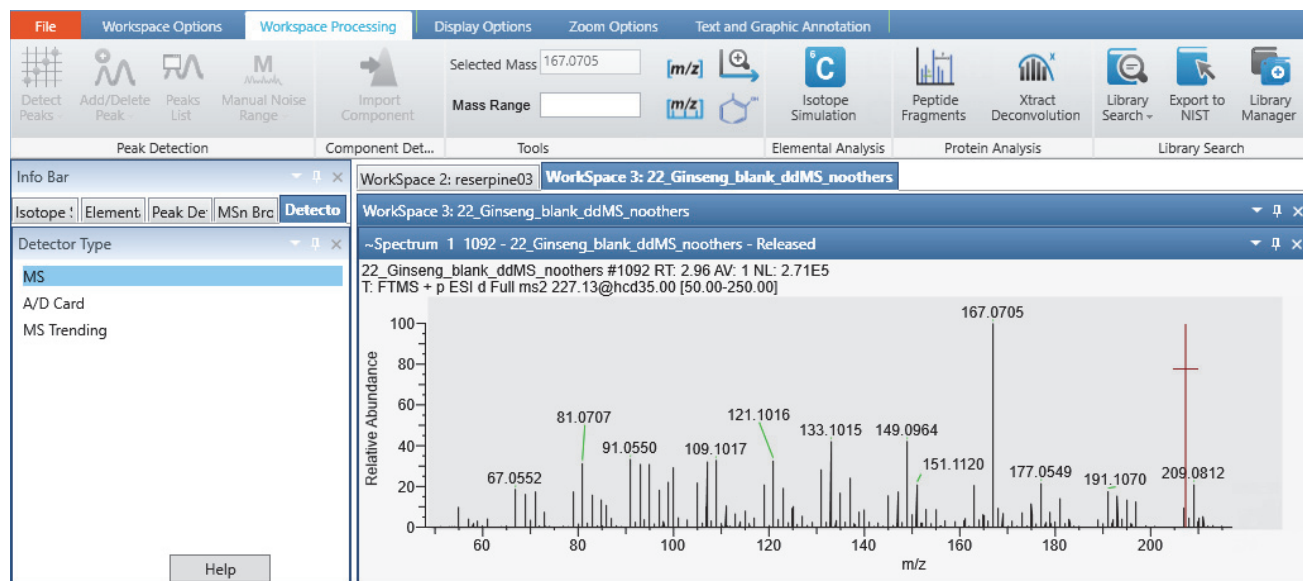 File Workspace Options Workspace Processing Display Options Zoom Options Text and Graphic Annotation
Selected Mass 167.0705
Mass Range
[m/z]
[m/z]
M
6C
Detect Peaks
Add/Delete Peak
Peaks List
Manual Noise Range
Import Component
Isotope Simulation
Peptide Fragments
Xtract Deconvolution
Library Search
Export to NIST
Library Manager
Peak Detection Component Det... Tools Elemental Analysis Protein Analysis Library Search
Info Bar
Isotope Element Peak De MSn Bro Detecto
Detector Type
MS
A/D Card
MS Trending
Help
WorkSpace 2: reserpine03 WorkSpace 3: 22_Ginseng_blank_ddMS_noothers
WorkSpace 3: 22_Ginseng_blank_ddMS_noothers
~Spectrum 1 1092 - 22_Ginseng_blank_ddMS_noothers - Released
22_Ginseng_blank_ddMS_noothers #1092 RT: 2.96 AV: 1 NL: 2.71E5
T: FTMS + p ESI d Full ms2 227.13@hcd35.00 [50.00-250.00]
167.0705
100
80
60
40
20
0
Relative Abundance
81.0707
121.1016
133.1015
149.0964
91.0550
109.1017
151.1120
67.0552
177.0549
191.1070
209.0812
60 80 100 120 140 160 180 200
m/z